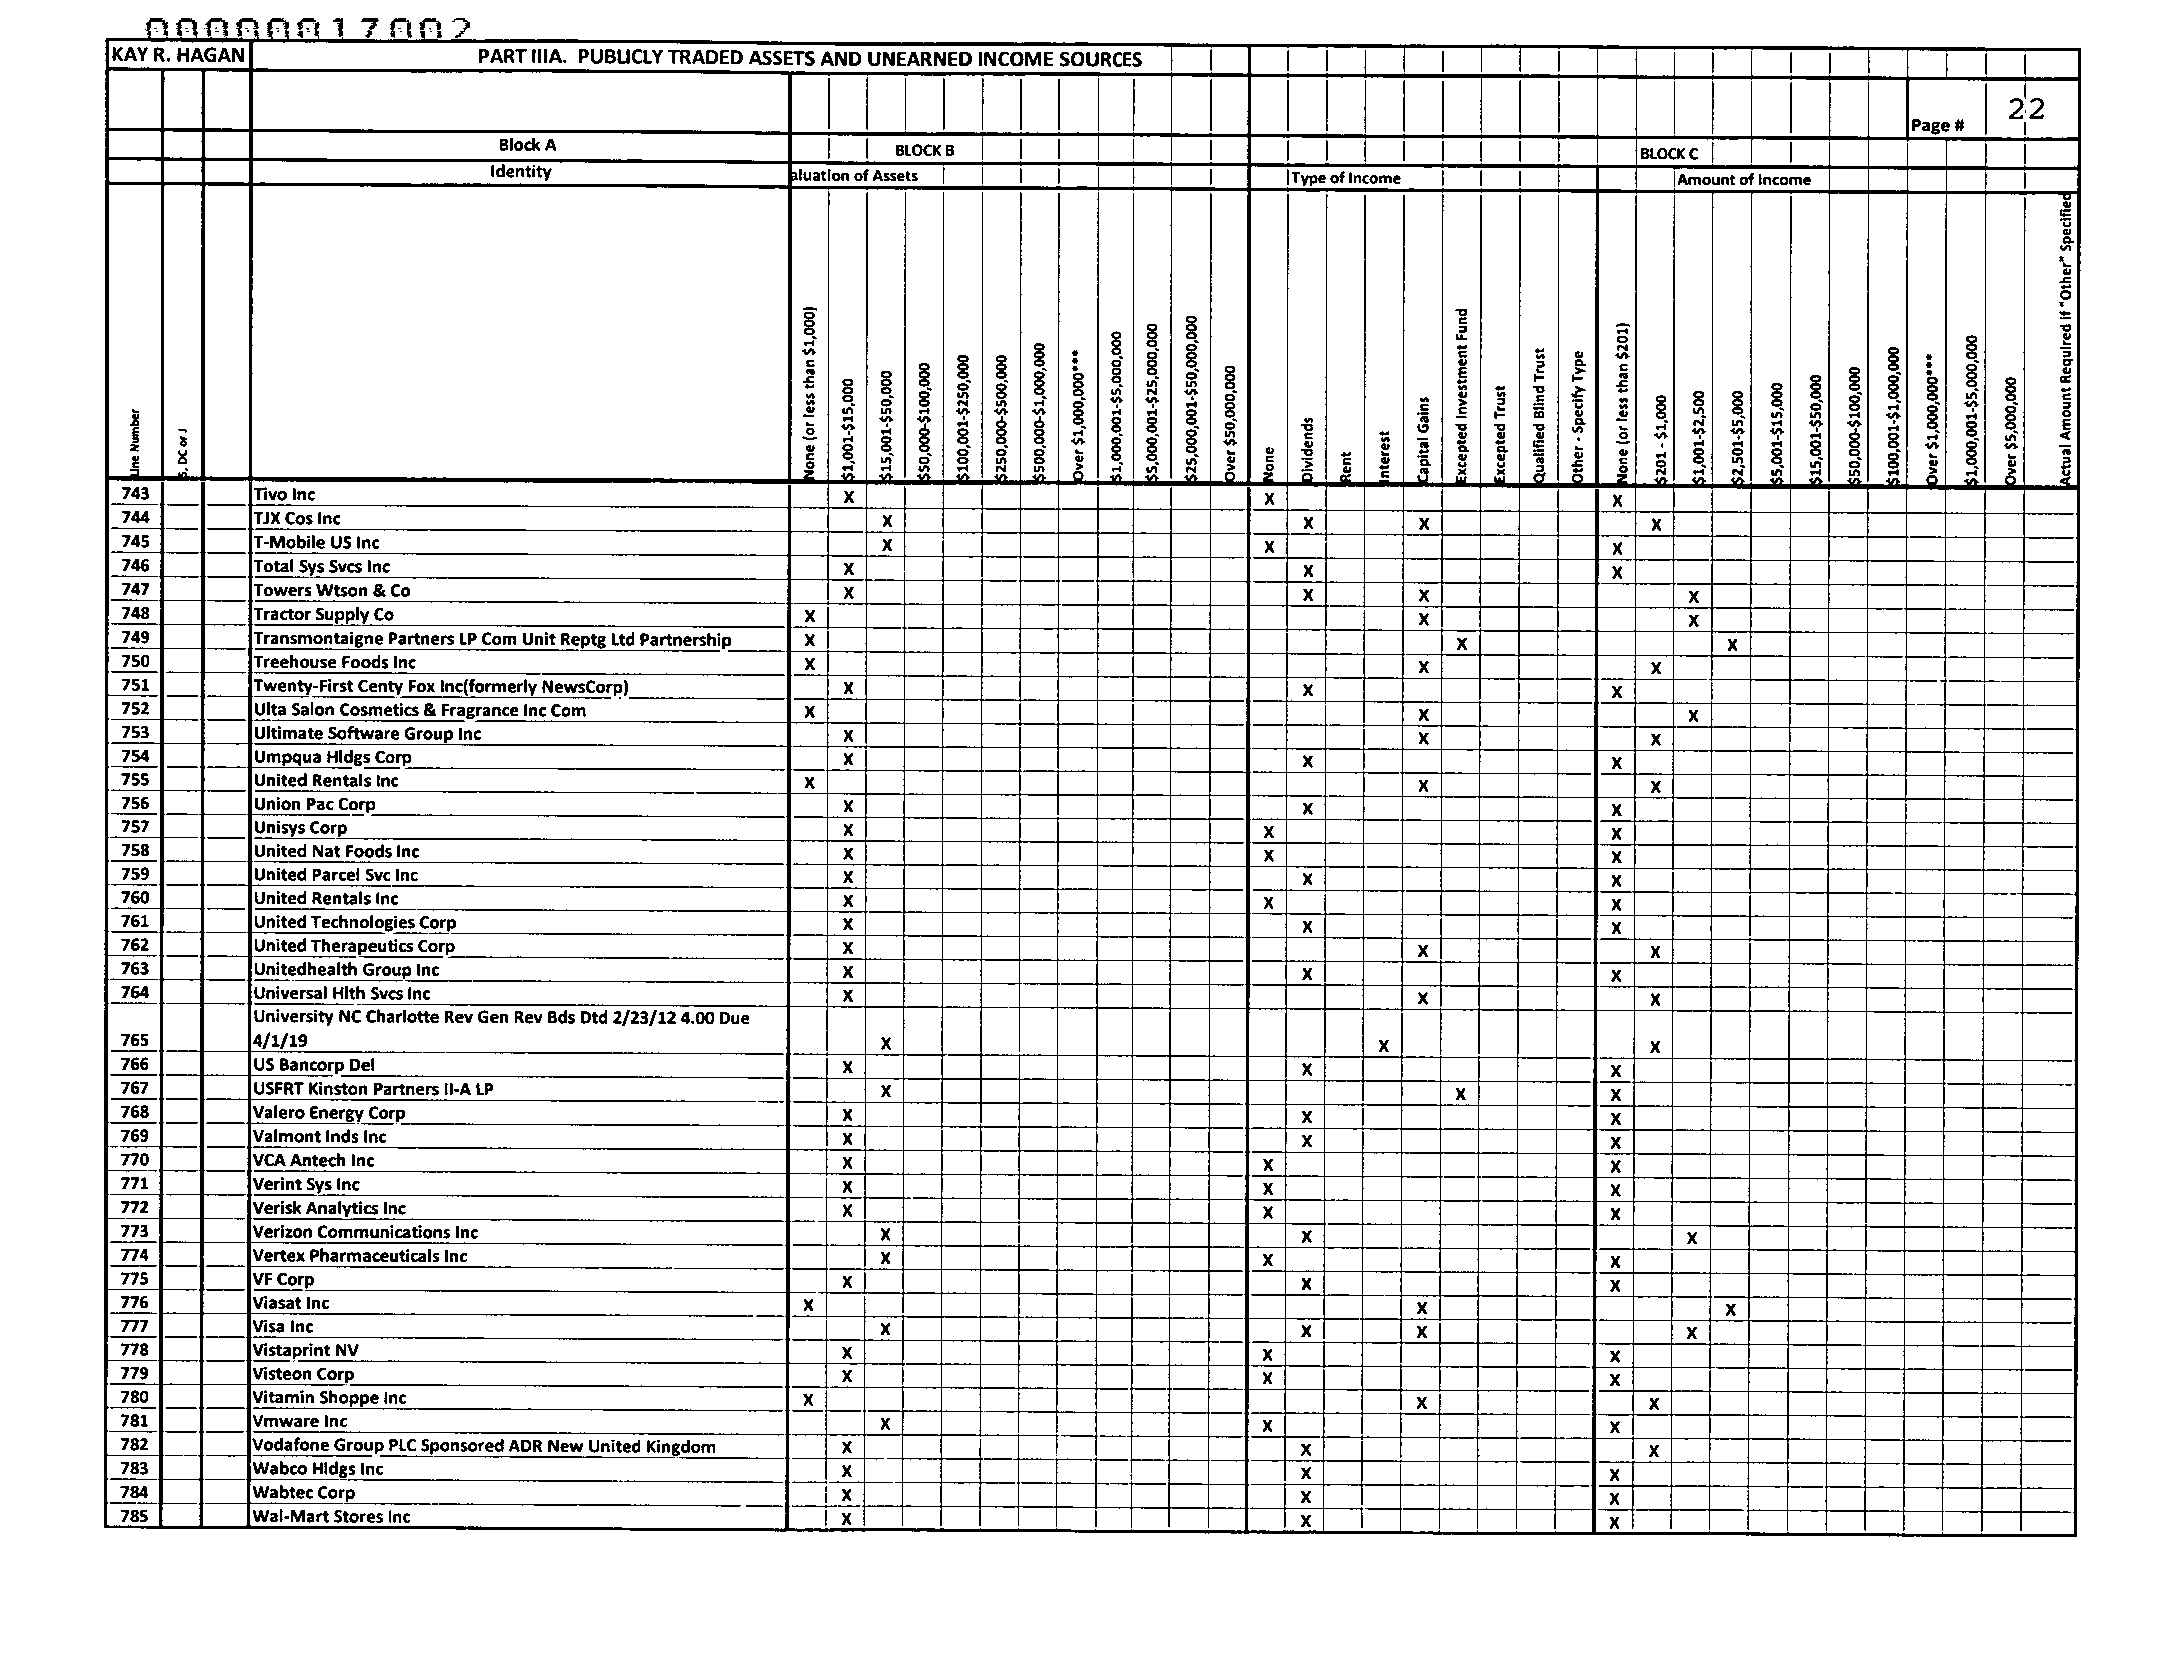 00000017002
KAY R. HAGAN PART IIIA. PUBLICLY TRADED ASSETS AND UNEARNED INCOME SOURCES
22
Page #
Block A BLOCK B BLOCK C
Identity aluation of Assets Type of Income Amount of Income
Line Number
S, DC or J
None (or less than $1,000)
$1,001-$15,000
$15,001-$50,000
$50,000-$100,000
$100,001-$250,000
$250,000-$500,000
$500,000-$1,000,000
Over $1,000,000***
$1,000,001-$5,000,000
$5,000,001-$25,000,000
$25,000,001-$50,000,000
Over $50,000,000
None
Dividends
Rent
Interest
Capital Gains
Excepted Investment Fund
Excepted Trust
Qualified Blind Trust
Other - Specify Type
None (or less than $201)
$201 - $1,000
$1,001-$2,500
$2,501-$5,000
$5,001-$15,000
$15,001-$50,000
$50,000-$100,000
$100,001-$1,000,000
Over $1,000,000***
$1,000,001-$5,000,000
Over $5,000,000
Actual Amount Required if "Other" Specified
743 Tivo Inc X X X
744 TJX Cos Inc X X X X
745 T-Mobile US Inc X X X
746 Total Sys Svcs Inc X X X
747 Towers Wtson & Co X X X X
748 Tractor Supply Co X X X
749 Transmontaigne Partners LP Com Unit Reptg Ltd Partnership X X X
750 Treehouse Foods Inc X X X
751 Twenty-First Centy Fox Inc(formerly NewsCorp) X X X
752 Ulta Salon Cosmetics & Fragrance Inc Com X X X
753 Ultimate Software Group Inc X X X
754 Umpqua Hldgs Corp X X X
755 United Rentals Inc X X X
756 Union Pac Corp X X X
757 Unisys Corp X X X
758 United Nat Foods Inc X X X
759 United Parcel Svc Inc X X X
760 United Rentals Inc X X X
761 United Technologies Corp X X X
762 United Therapeutics Corp X X X
763 Unitedhealth Group Inc X X X
764 Universal Hlth Svcs Inc X X X
University NC Charlotte Rev Gen Rev Bds Dtd 2/23/12 4.00 Due
765 4/1/19 X X X
766 US Bancorp Del X X X
767 USFRT Kinston Partners II-A LP X X X
768 Valero Energy Corp X X X
769 Valmont Inds Inc X X X
770 VCA Antech Inc X X X
771 Verint Sys Inc X X X
772 Verisk Analytics Inc X X X
773 Verizon Communications Inc X X X
774 Vertex Pharmaceuticals Inc X X X
775 VF Corp X X X
776 Viasat Inc X X X
777 Visa Inc X X X X
778 Vistaprint NV X X X
779 Visteon Corp X X X
780 Vitamin Shoppe Inc X X X
781 Vmware Inc X X X
782 Vodafone Group PLC Sponsored ADR New United Kingdom X X X
783 Wabco Hldgs Inc X X X
784 Wabtec Corp X X X
785 Wal-Mart Stores Inc X X X